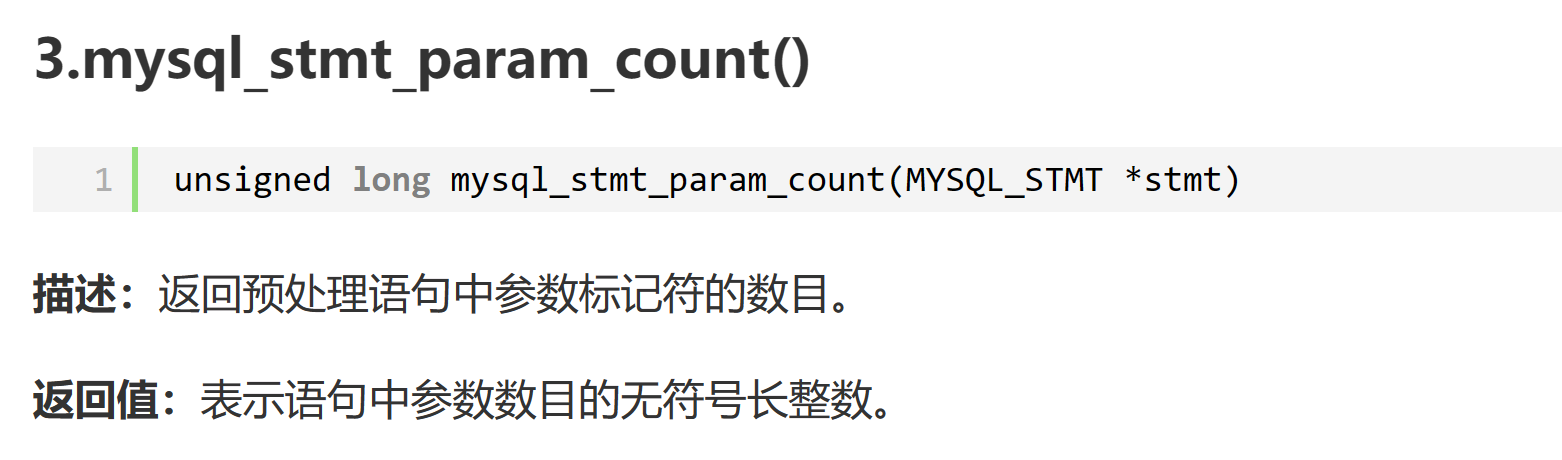 3.mysql_stmt_param_count()
1 unsigned long mysql_stmt_param_count(MYSQL_STMT *stmt)
描述：返回预处理语句中参数标记符的数目。
返回值：表示语句中参数数目的无符号长整数。